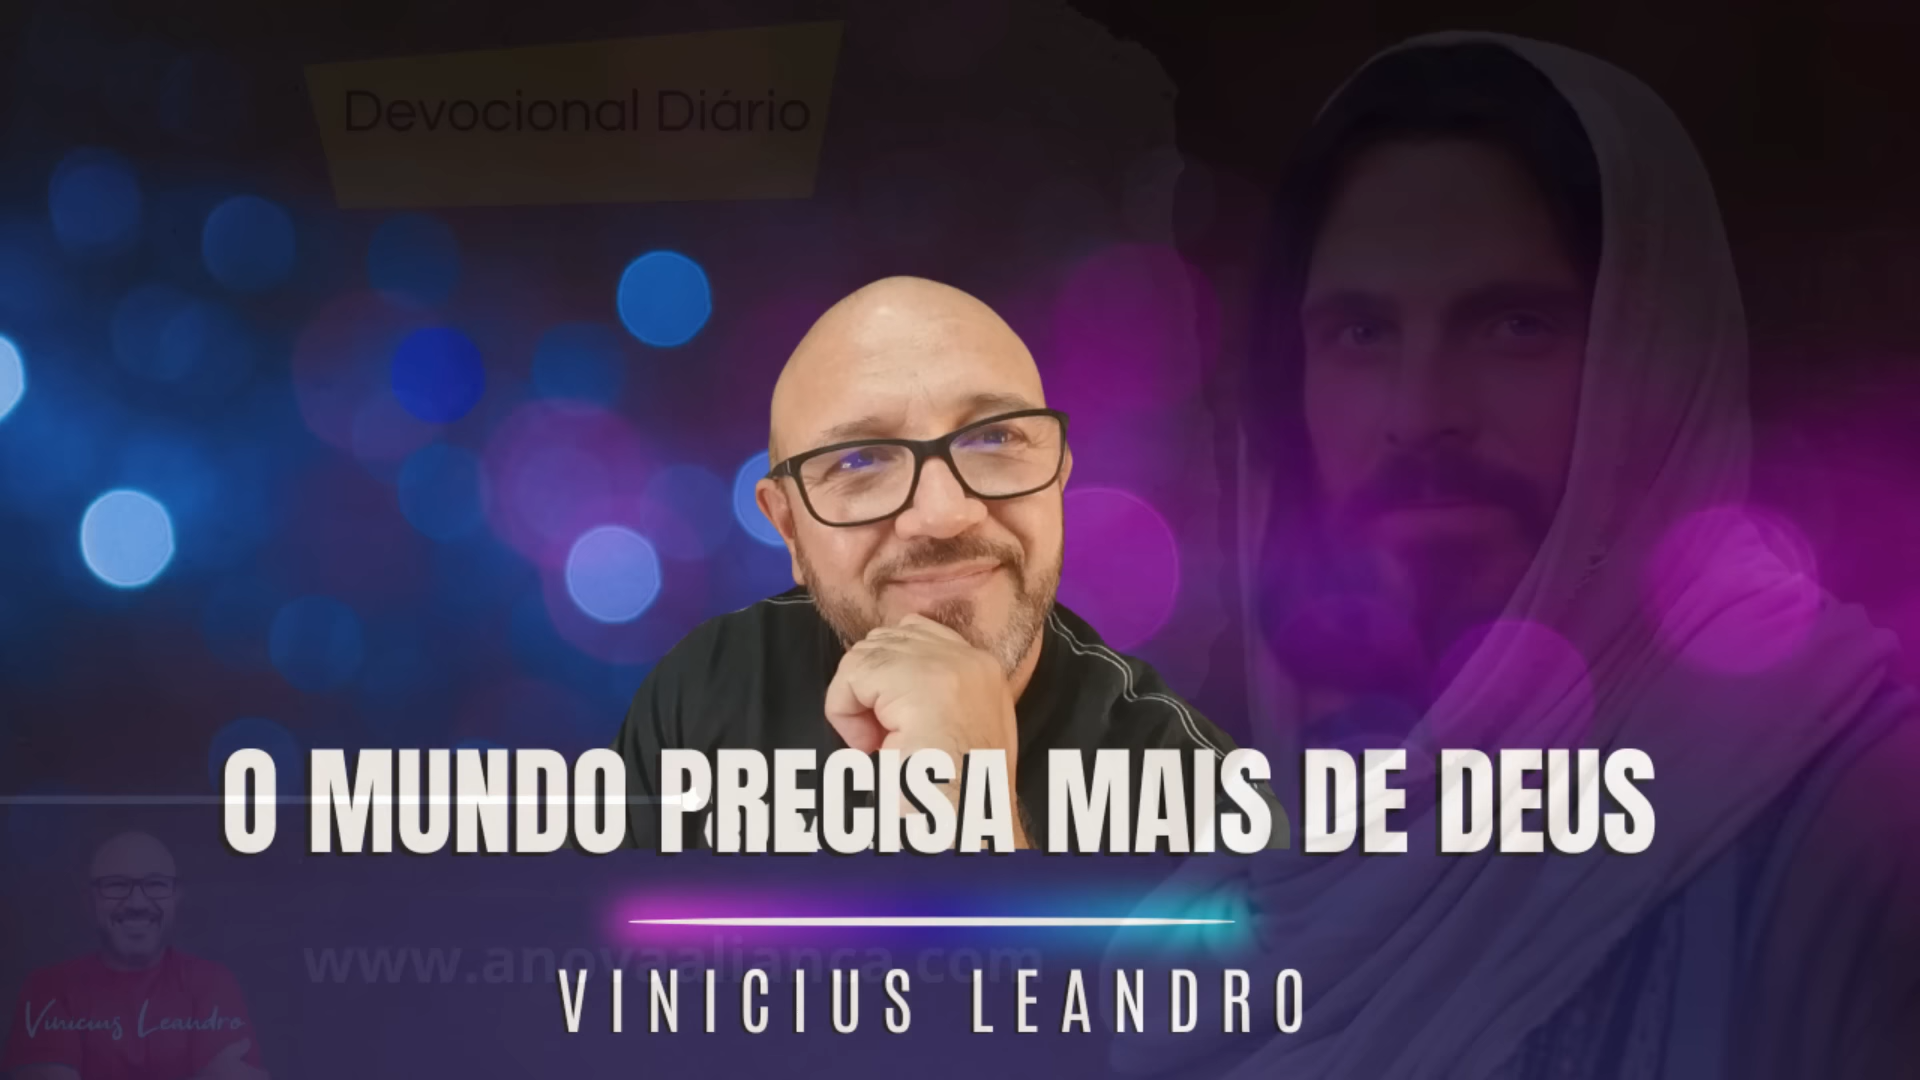 Devocional Diário
O MUNDO PRECISA MAIS DE DEUS
www.anovaalianca.com
VINICIUS LEANDRO
Vinicius Leandro